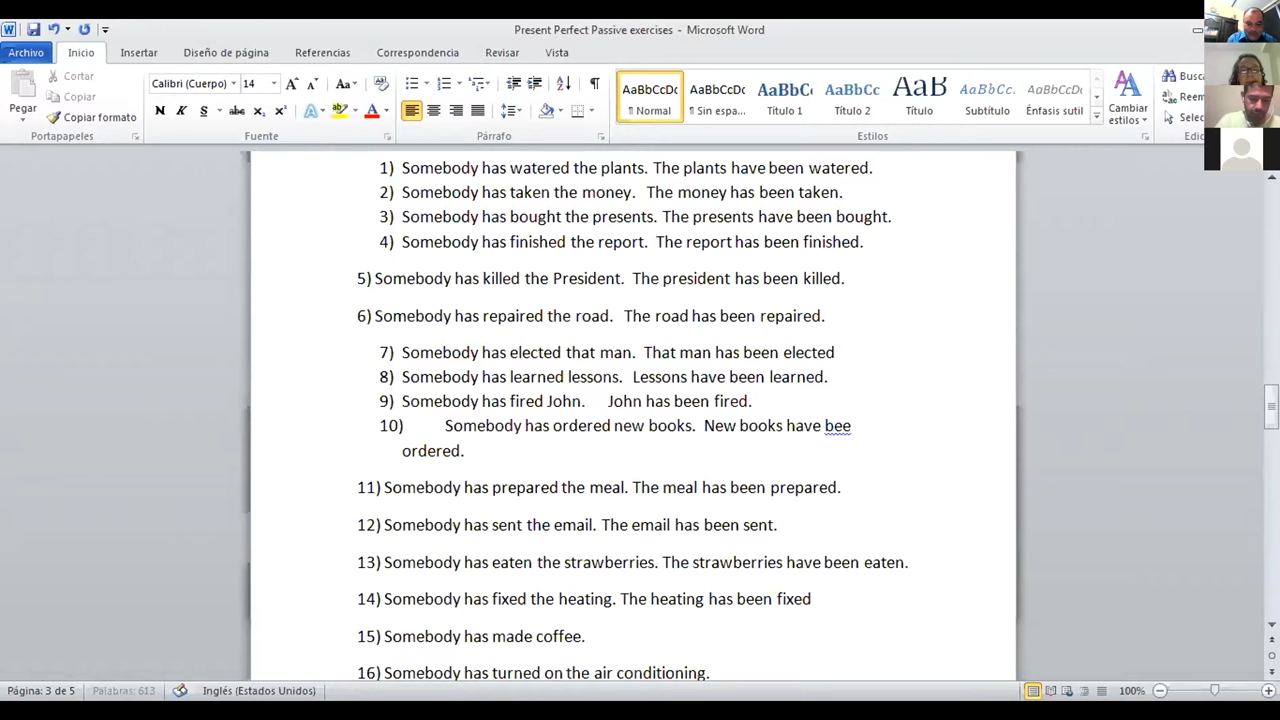 Present Perfect Passive exercises - Microsoft Word
Archivo Inicio Insertar Diseño de página Referencias Correspondencia Revisar Vista
Pegar
Cortar
Copiar
Copiar formato
Portapapeles
Calibri (Cuerpo) 14
N K S abc x₂ x²
Fuente
Párrafo
AaBbCcDc AaBbCcDc AaBbCc AaBbCc. AaB AaBbCc. AaBbCcDc
¶ Normal ¶ Sin espa... Título 1 Título 2 Título Subtítulo Énfasis sutil
Estilos
Cambiar estilos
Busca
Reem
Selec
Edic
1) Somebody has watered the plants. The plants have been watered.
2) Somebody has taken the money. The money has been taken.
3) Somebody has bought the presents. The presents have been bought.
4) Somebody has finished the report. The report has been finished.
5) Somebody has killed the President. The president has been killed.
6) Somebody has repaired the road. The road has been repaired.
7) Somebody has elected that man. That man has been elected
8) Somebody has learned lessons. Lessons have been learned.
9) Somebody has fired John. John has been fired.
10) Somebody has ordered new books. New books have bee
ordered.
11) Somebody has prepared the meal. The meal has been prepared.
12) Somebody has sent the email. The email has been sent.
13) Somebody has eaten the strawberries. The strawberries have been eaten.
14) Somebody has fixed the heating. The heating has been fixed
15) Somebody has made coffee.
16) Somebody has turned on the air conditioning.
Página: 3 de 5 Palabras: 613 Inglés (Estados Unidos) 100%